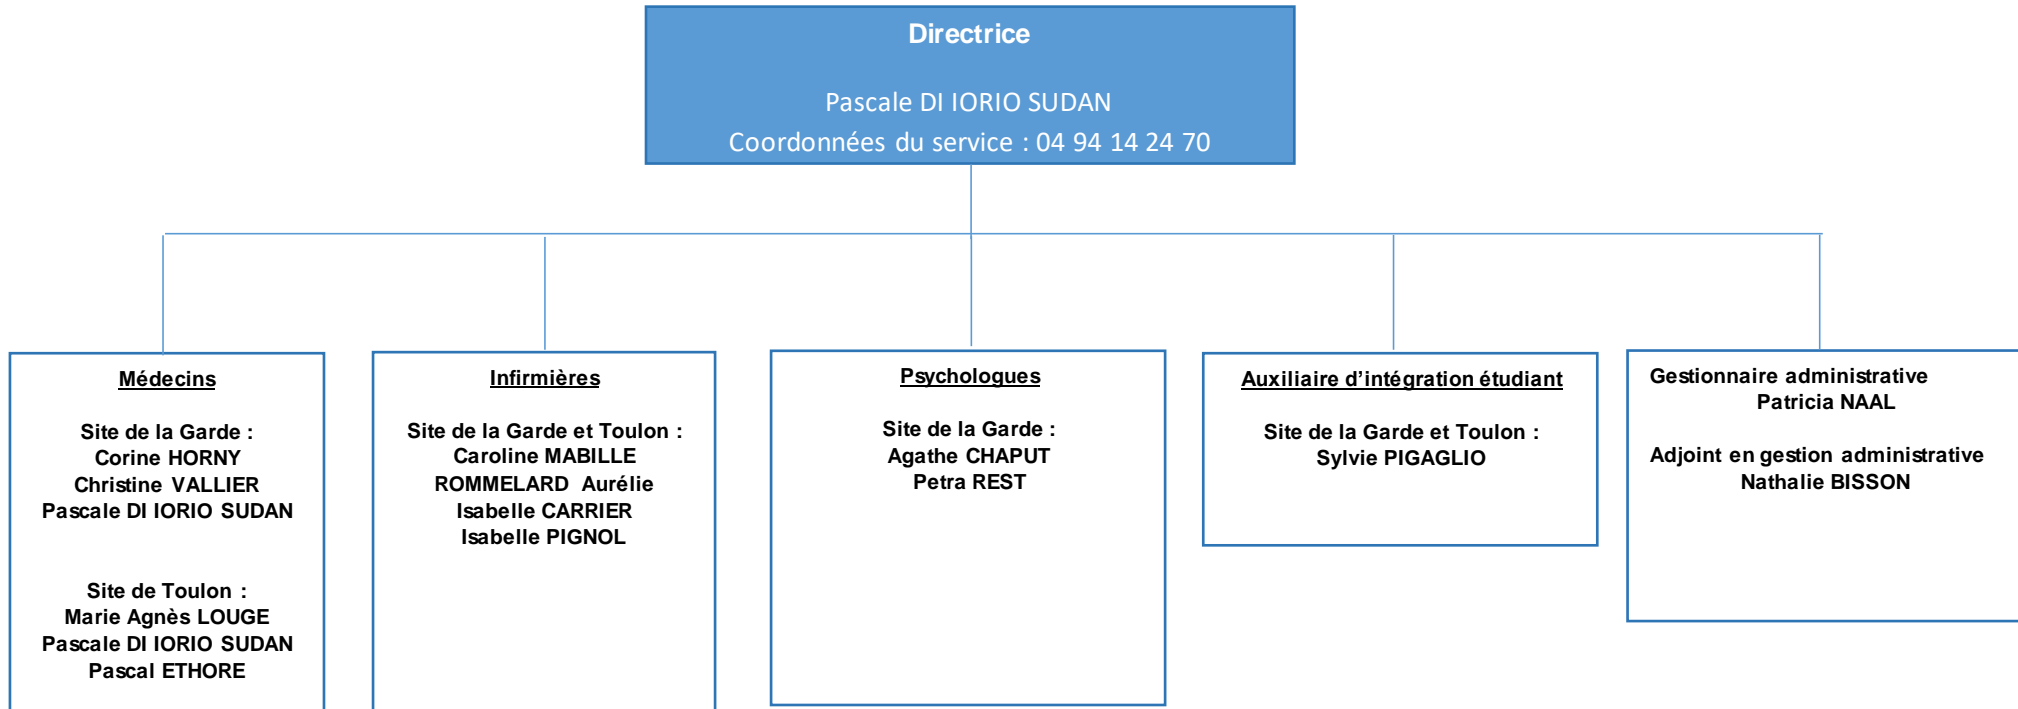 Directrice
Pascale DI IORIO SUDAN
Coordonnées du service : 04 94 14 24 70
Médecins
Site de la Garde :
Corine HORNY
Christine VALLIER
Pascale DI IORIO SUDAN
Site de Toulon :
Marie Agnès LOUGE
Pascale DI IORIO SUDAN
Pascal ETHORE
Infirmières
Site de la Garde et Toulon :
Caroline MABILLE
ROMMELARD Aurélie
Isabelle CARRIER
Isabelle PIGNOL
Psychologues
Site de la Garde :
Agathe CHAPUT
Petra REST
Auxiliaire d’intégration étudiant
Site de la Garde et Toulon :
Sylvie PIGAGLIO
Gestionnaire administrative
Patricia NAAL
Adjoint en gestion administrative
Nathalie BISSON